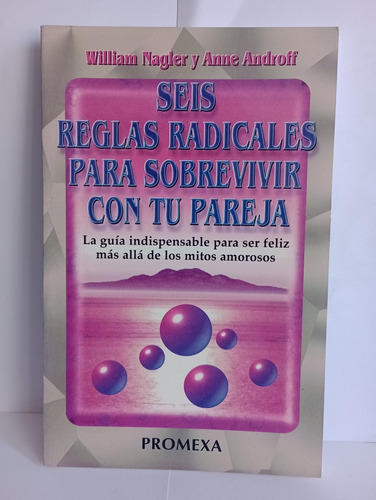 William Nagler y Anne Androff
SEIS
REGLAS RADICALES
PARA SOBREVIVIR
CON TU PAREJA
La guía indispensable para ser feliz
más allá de los mitos amorosos
PROMEXA